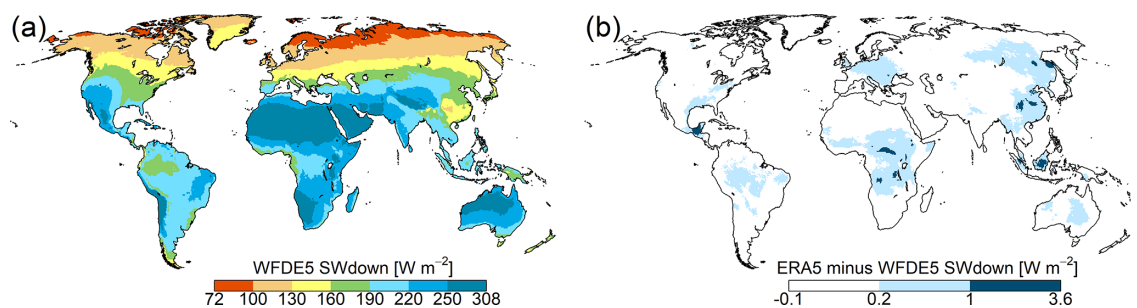 (a)
WFDE5 SWdown [W m−2]
72 100 130 160 190 220 250 308
(b)
ERA5 minus WFDE5 SWdown [W m−2]
-0.1 0.2 1 3.6